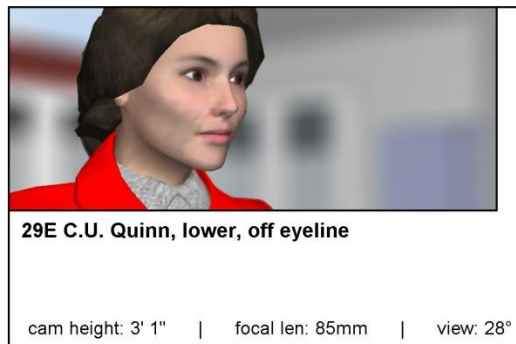 29E C.U. Quinn, lower, off eyeline
cam height: 3' 1" | focal len: 85mm | view: 28°